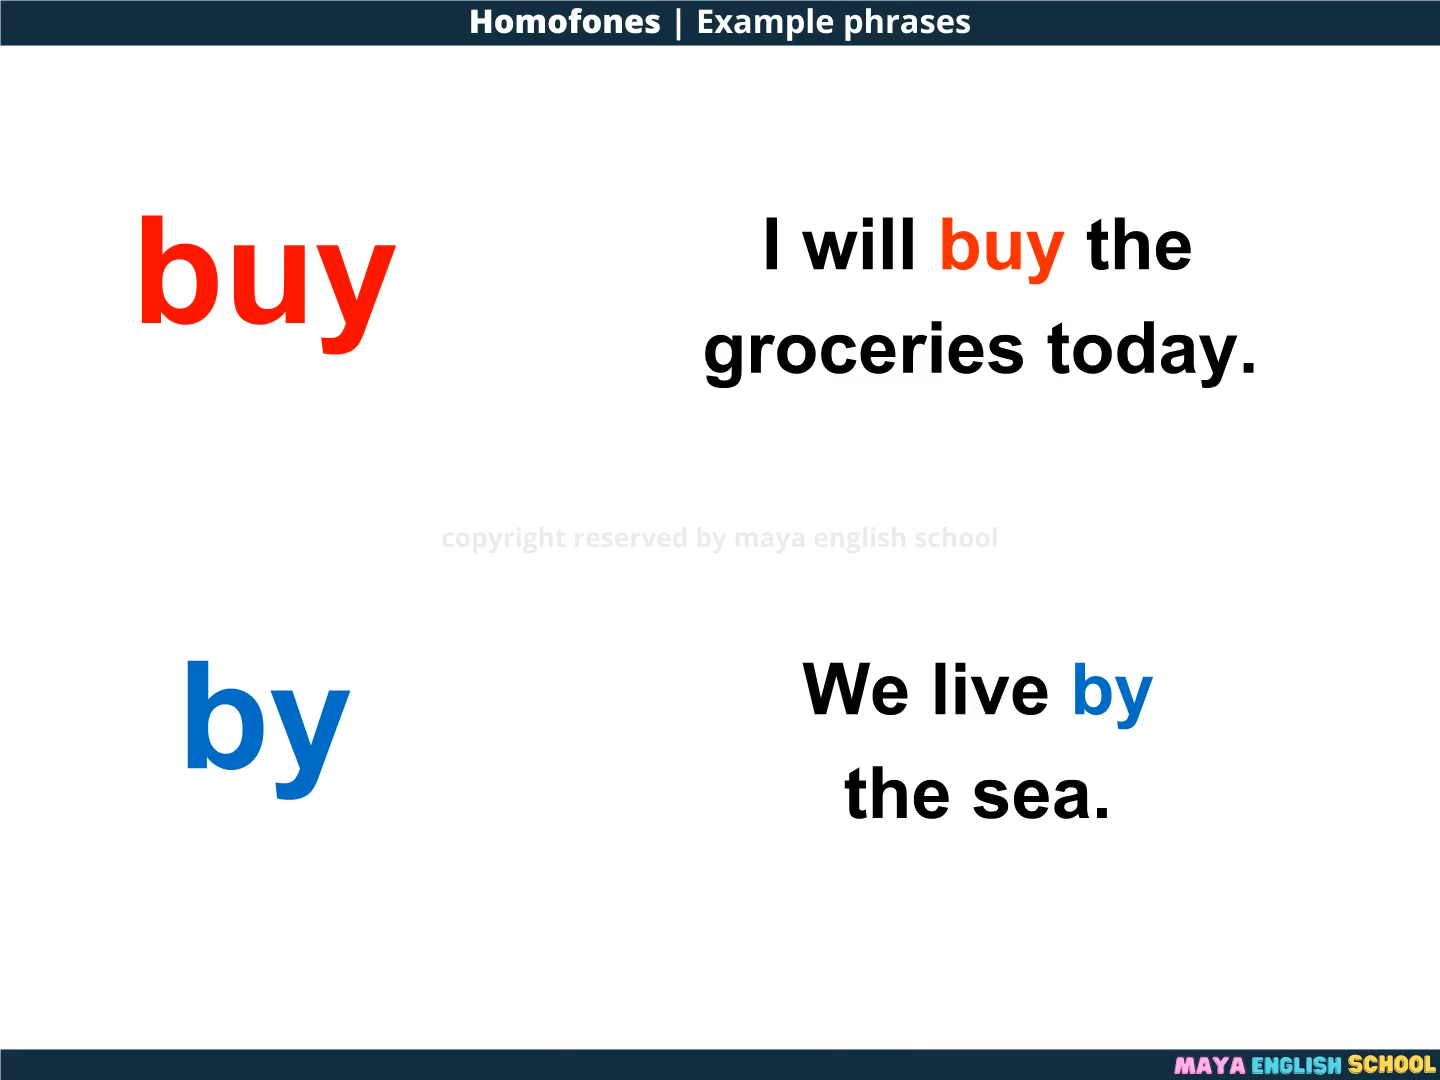 Homofones | Example phrases
buy
I will buy the
groceries today.
copyright reserved by maya english school
by
We live by
the sea.
MAYA ENGLISH SCHOOL